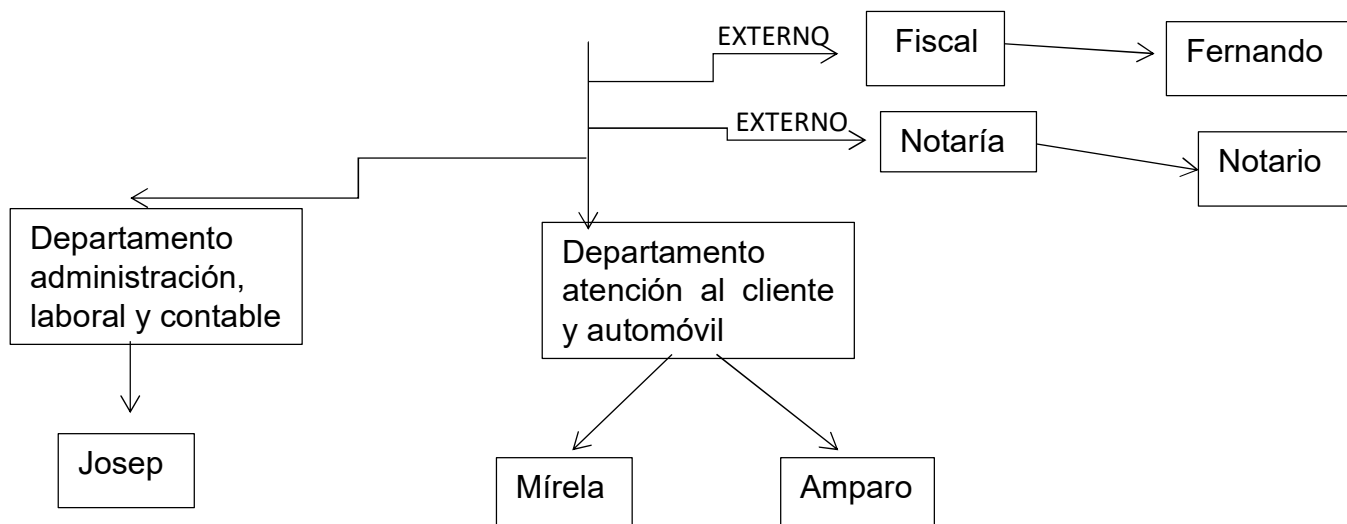 EXTERNO
Fiscal
Fernando
EXTERNO
Notaría
Notario
Departamento
administración,
laboral y contable
Departamento
atención al cliente
y automóvil
Josep
Mírela
Amparo